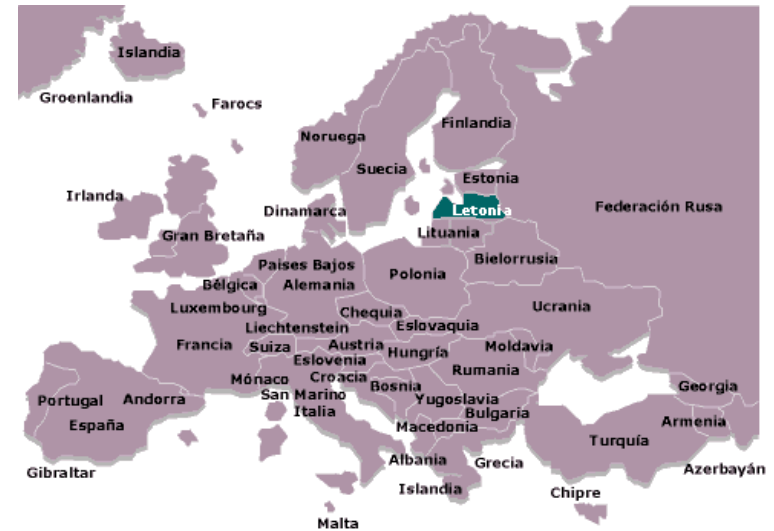 Islandia
Groenlandia
Farocs
Noruega
Finlandia
Suecia
Estonia
Irlanda
Dinamarca
Letonia
Federación Rusa
Gran Bretaña
Lituania
Bielorrusia
Paises Bajos
Polonia
Bélgica
Alemania
Luxembourg
Chequia
Ucrania
Liechtenstein
Eslovaquia
Francia
Suiza
Austria
Hungría
Moldavia
Eslovenia
Rumania
Mónaco
Croacia
Bosnia
Georgia
Portugal
Andorra
San Marino
Yugoslavia
Italia
Bulgaria
España
Macedonia
Armenia
Turquía
Gibraltar
Albania
Grecia
Azerbayán
Islandia
Chipre
Malta